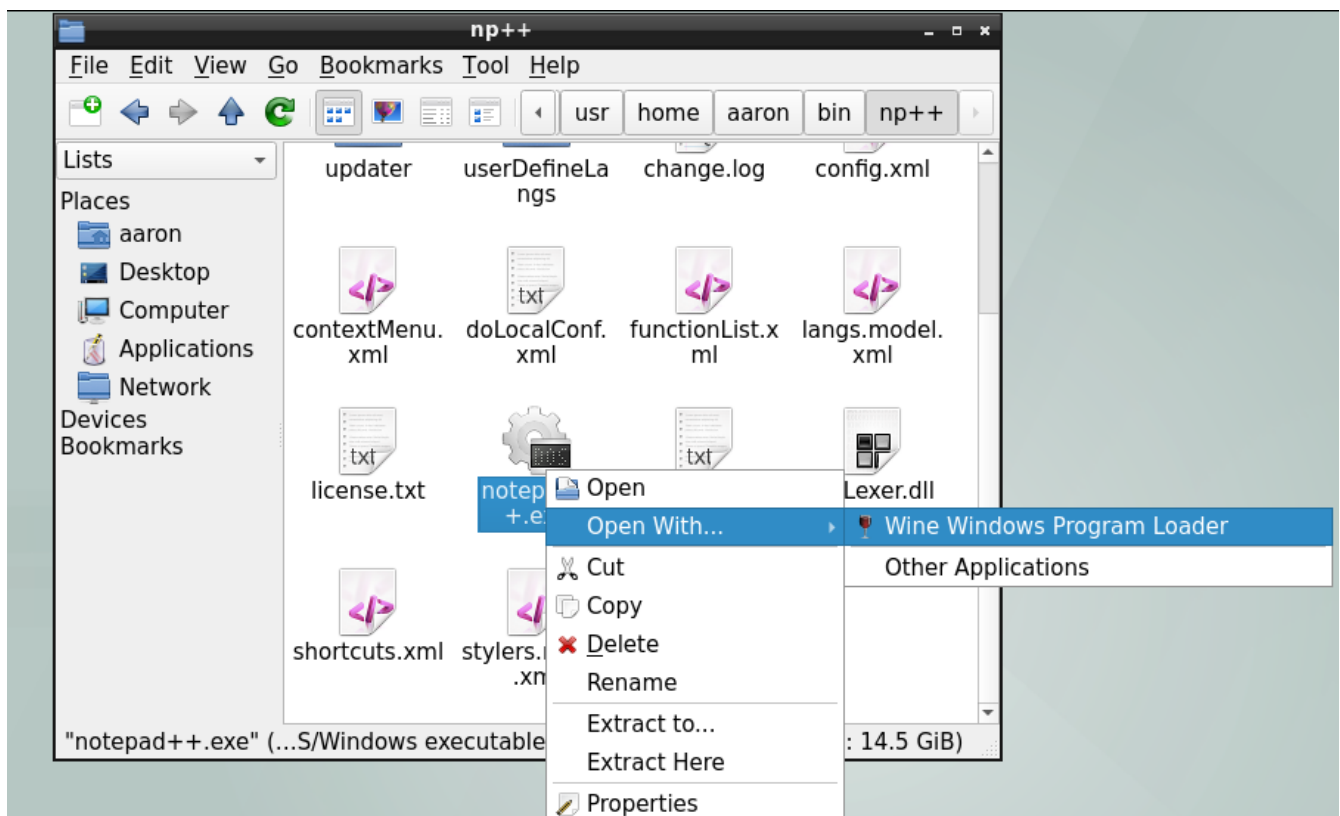 np++
File Edit View Go Bookmarks Tool Help
usr home aaron bin np++
Lists
Places
aaron
Desktop
Computer
Applications
Network
Devices
Bookmarks
updater userDefineLa change.log config.xml
ngs
txt
contextMenu. doLocalConf. functionList.x langs.model.
xml xml ml xml
txt txt
license.txt notep Lexer.dll
+.e
shortcuts.xml stylers.
.xm
Open
Open With...
Cut
Copy
Delete
Rename
Extract to...
Extract Here
Properties
Wine Windows Program Loader
Other Applications
"notepad++.exe" (...S/Windows executable : 14.5 GiB)